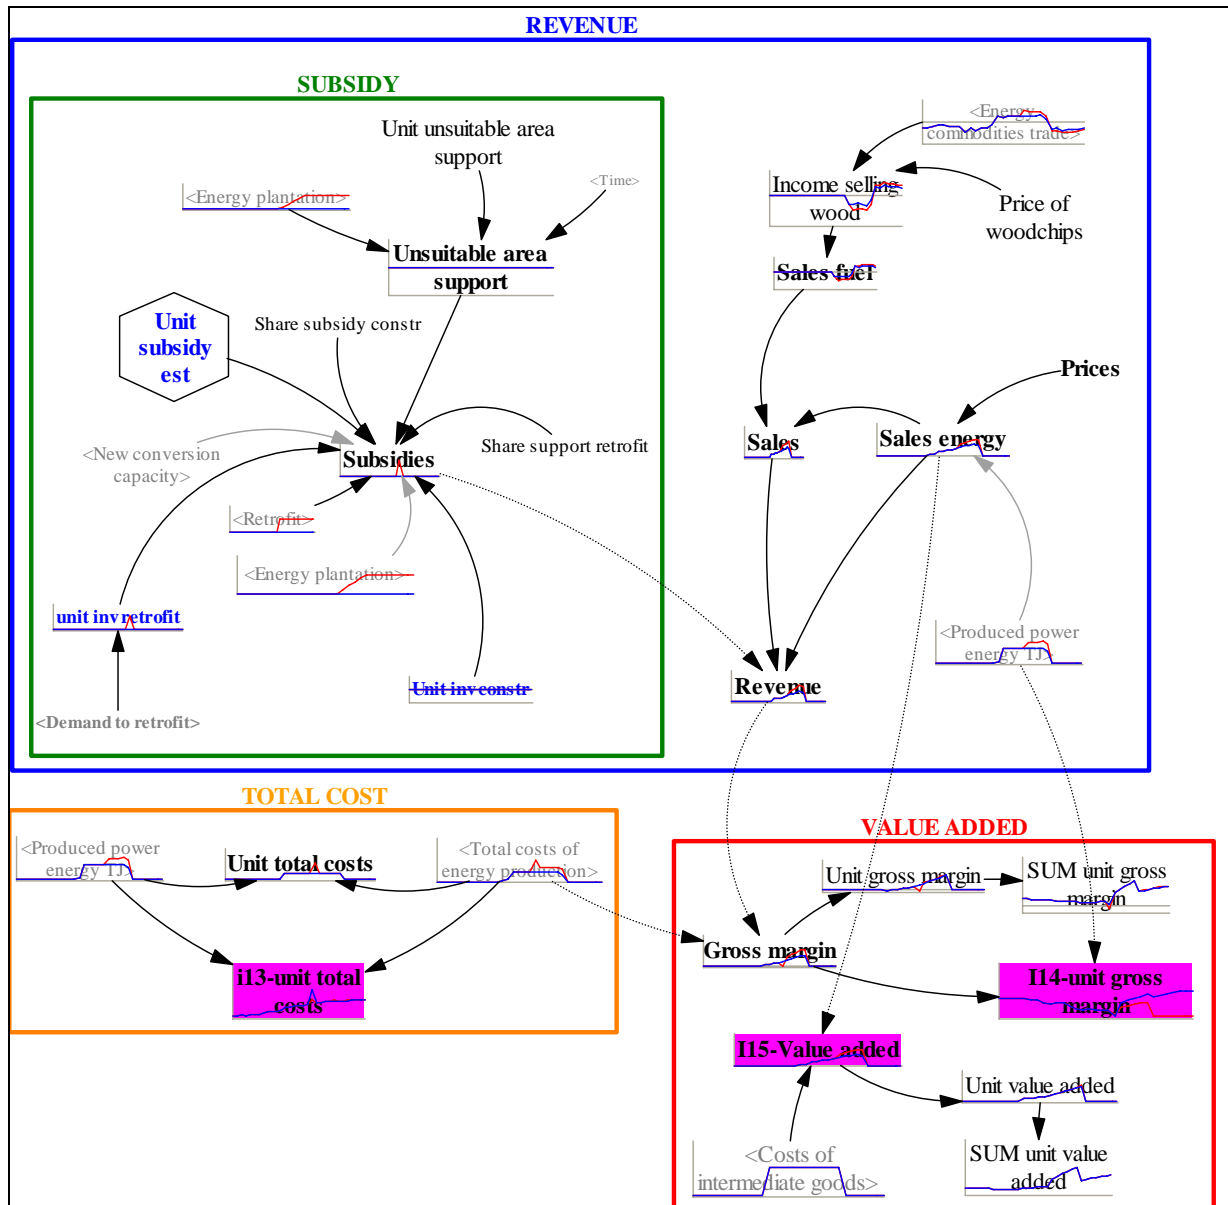 REVENUE
SUBSIDY
Unit unsuitable area
support
<Energy plantation>
<Time>
Unsuitable area
support
Unit
subsidy
est
Share subsidy constr
<New conversion
capacity>
Subsidies
Share support retrofit
<Retrofit>
<Energy plantation>
unit inv retrofit
<Demand to retrofit>
Unit inv constr
<Energy
commodities trade>
Income selling
wood
Price of
woodchips
Sales fuel
Prices
Sales
Sales energy
<Produced power
energy TJ>
Revenue
TOTAL COST
<Produced power
energy TJ>
Unit total costs
<Total costs of
energy production>
i13-unit total
costs
VALUE ADDED
Unit gross margin
SUM unit gross
margin
Gross margin
I14-unit gross
margin
I15-Value added
Unit value added
<Costs of
intermediate goods>
SUM unit value
added